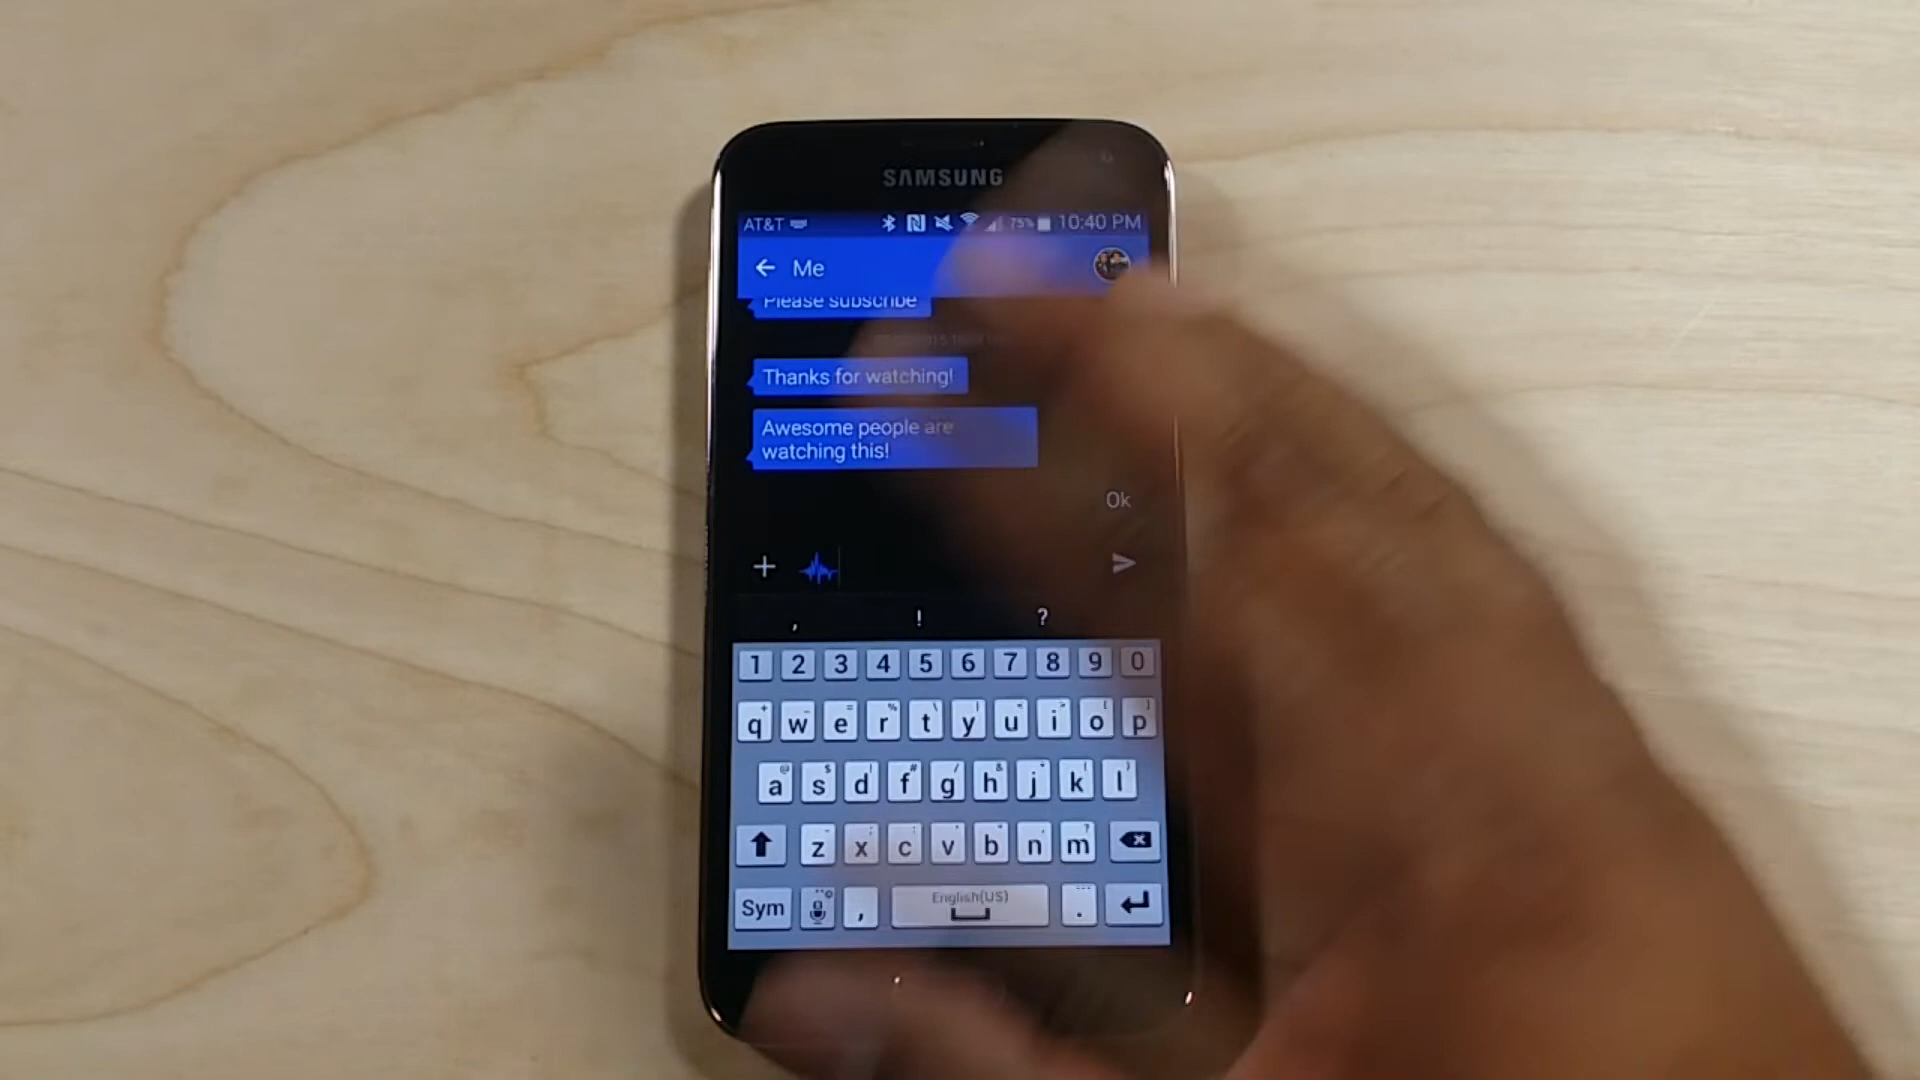 SAMSUNG
AT&T 75% 10:40 PM
Me
Please subscribe
Thanks for watching!
Awesome people are
watching this!
Ok
, ! ?
1 2 3 4 5 6 7 8 9 0
q w e r t y u i o p
a s d f g h j k l
z x c v b n m
Sym , English(US) .